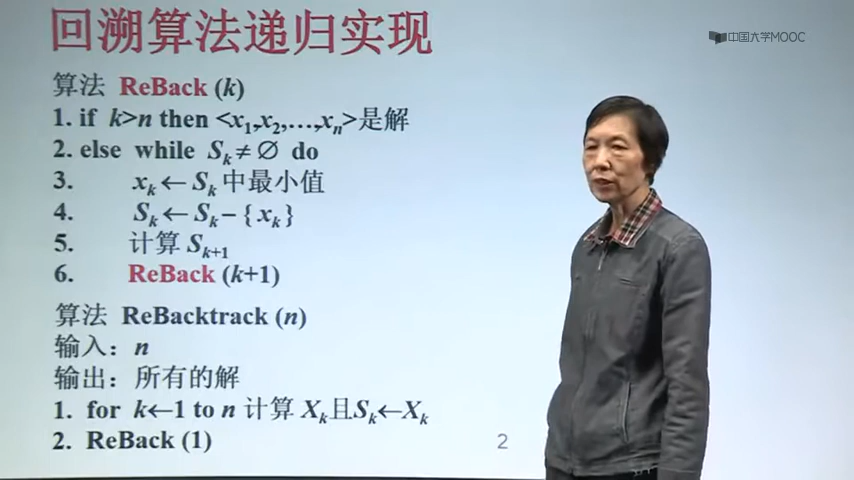 回溯算法递归实现
中国大学MOOC
算法 ReBack (k)
1. if k>n then <x₁,x₂,…,xₙ>是解
2. else while Sₖ≠∅ do
3. xₖ←Sₖ中最小值
4. Sₖ←Sₖ–{xₖ}
5. 计算 Sₖ₊₁
6. ReBack (k+1)
算法 ReBacktrack (n)
输入：n
输出：所有的解
1. for k←1 to n 计算 Xₖ且Sₖ←Xₖ
2. ReBack (1)
2